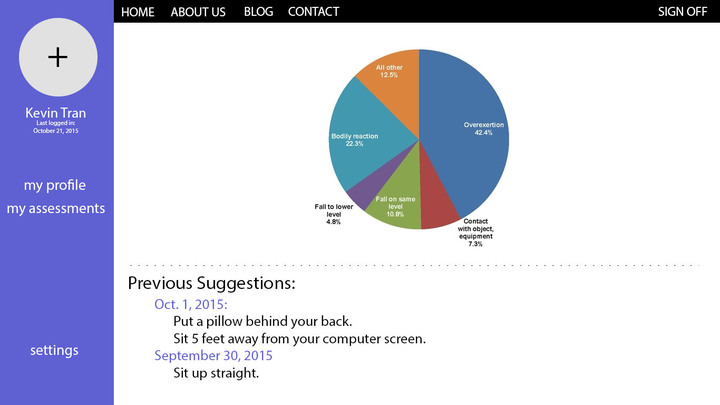 HOME ABOUT US BLOG CONTACT SIGN OFF
+
Kevin Tran
Last logged in:
October 21, 2015
my profile
my assessments
settings
All other
12.5%
Overexertion
42.4%
Bodily reaction
22.3%
Fall on same
level
10.8%
Fall to lower
level
4.8%
Contact
with object,
equipment
7.3%
Previous Suggestions:
Oct. 1, 2015:
Put a pillow behind your back.
Sit 5 feet away from your computer screen.
September 30, 2015
Sit up straight.